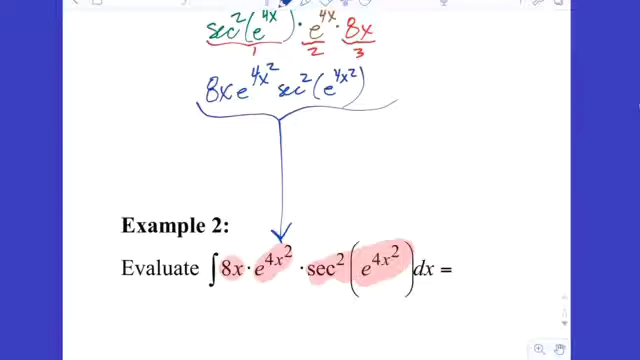 sec²(e^4x) · e^4x · 8x
1 2 3
8x e^4x² sec²(e^4x²)
Example 2:
Evaluate ∫ 8x · e^4x² · sec²(e^4x²) dx =